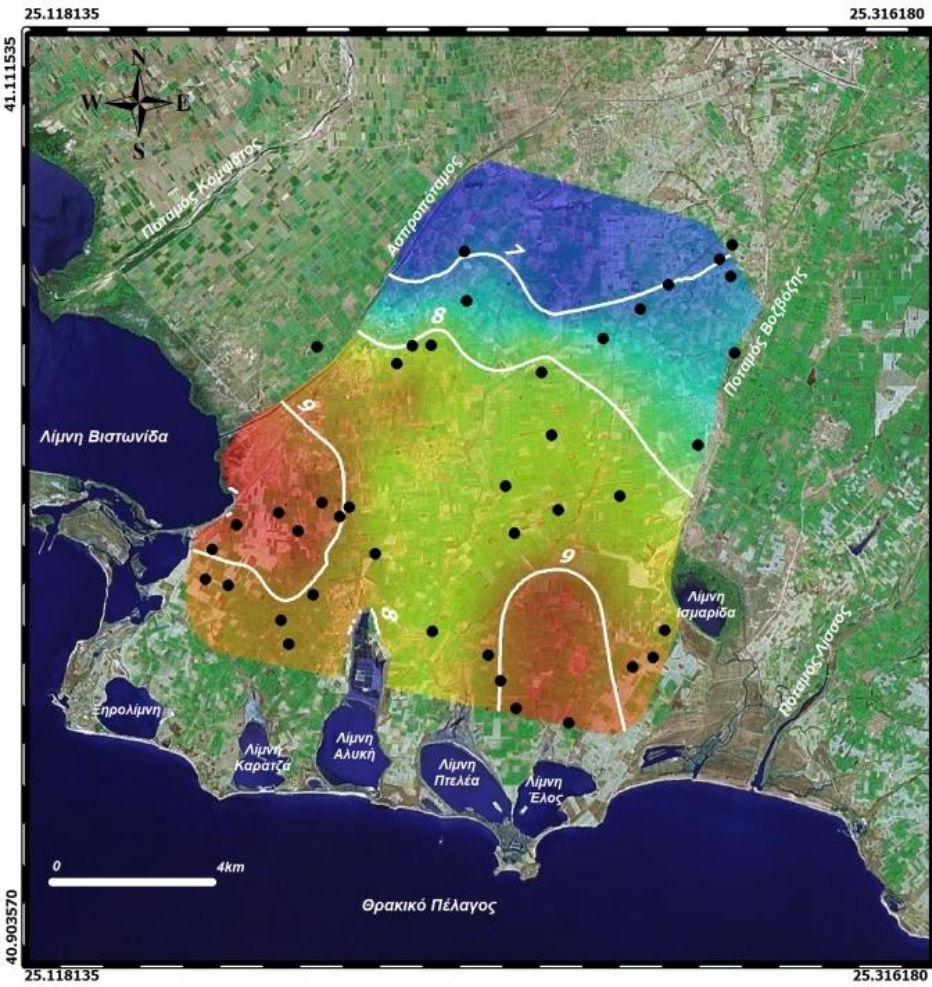 25.118135
25.316180
41.111535
N
W E
S
Ποταμός Κομψάτος
Ασπροπόταμος
7
Ποταμός Βοζβόζης
8
9
Λίμνη Βιστωνίδα
9
Λίμνη
Ισμαρίδα
8
Ποταμός Λίσσος
Ξηρολίμνη
Λίμνη
Καρατζά
Λίμνη
Αλυκή
Λίμνη
Πτελέα
Λίμνη
Έλος
0
4km
Θρακικό Πέλαγος
40.903570
25.118135
25.316180